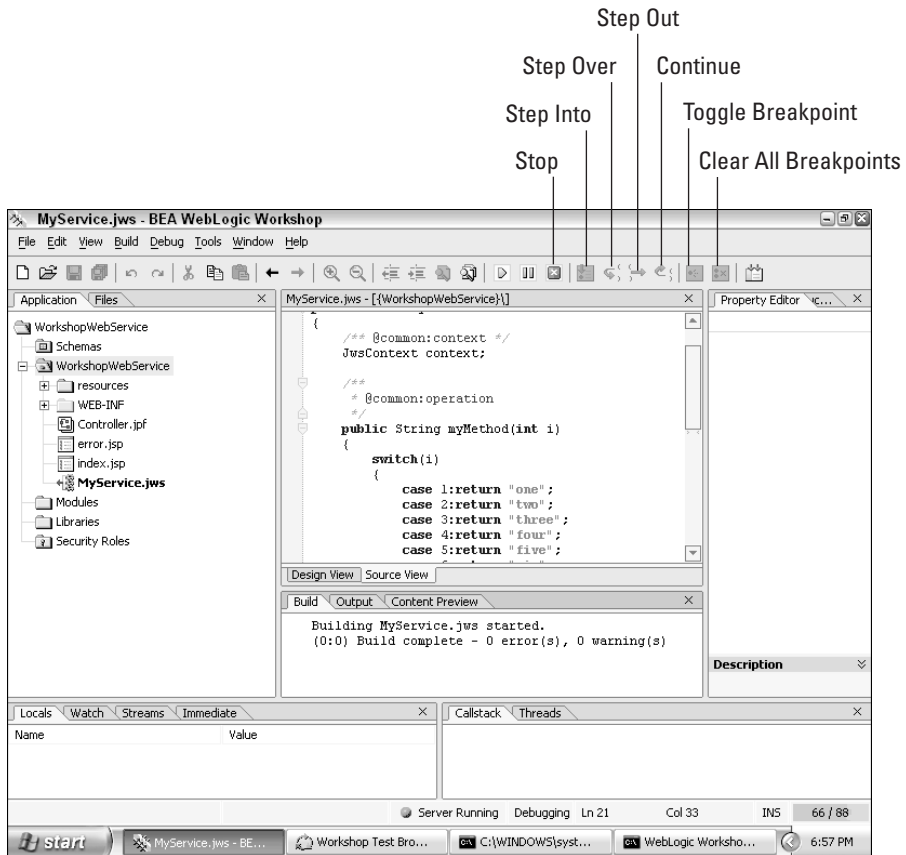 Step Out
Step Over
Continue
Step Into
Toggle Breakpoint
Stop
Clear All Breakpoints
MyService.jws - BEA WebLogic Workshop
File Edit View Build Debug Tools Window Help
Application Files
WorkshopWebService
Schemas
WorkshopWebService
resources
WEB-INF
Controller.jpf
error.jsp
index.jsp
MyService.jws
Modules
Libraries
Security Roles
MyService.jws - [{WorkshopWebService}\]
{
/** @common:context */
JwsContext context;
/**
* @common:operation
*/
public String myMethod(int i)
{
switch(i)
{
case 1:return "one";
case 2:return "two";
case 3:return "three";
case 4:return "four";
case 5:return "five";
Design View Source View
Build Output Content Preview
Building MyService.jws started.
(0:0) Build complete - 0 error(s), 0 warning(s)
Property Editor
Description
Locals Watch Streams Immediate
Name Value
Callstack Threads
Server Running Debugging Ln 21 Col 33 INS 66 / 88
start MyService.jws - BE... Workshop Test Bro... C:\WINDOWS\syst... WebLogic Worksho... 6:57 PM